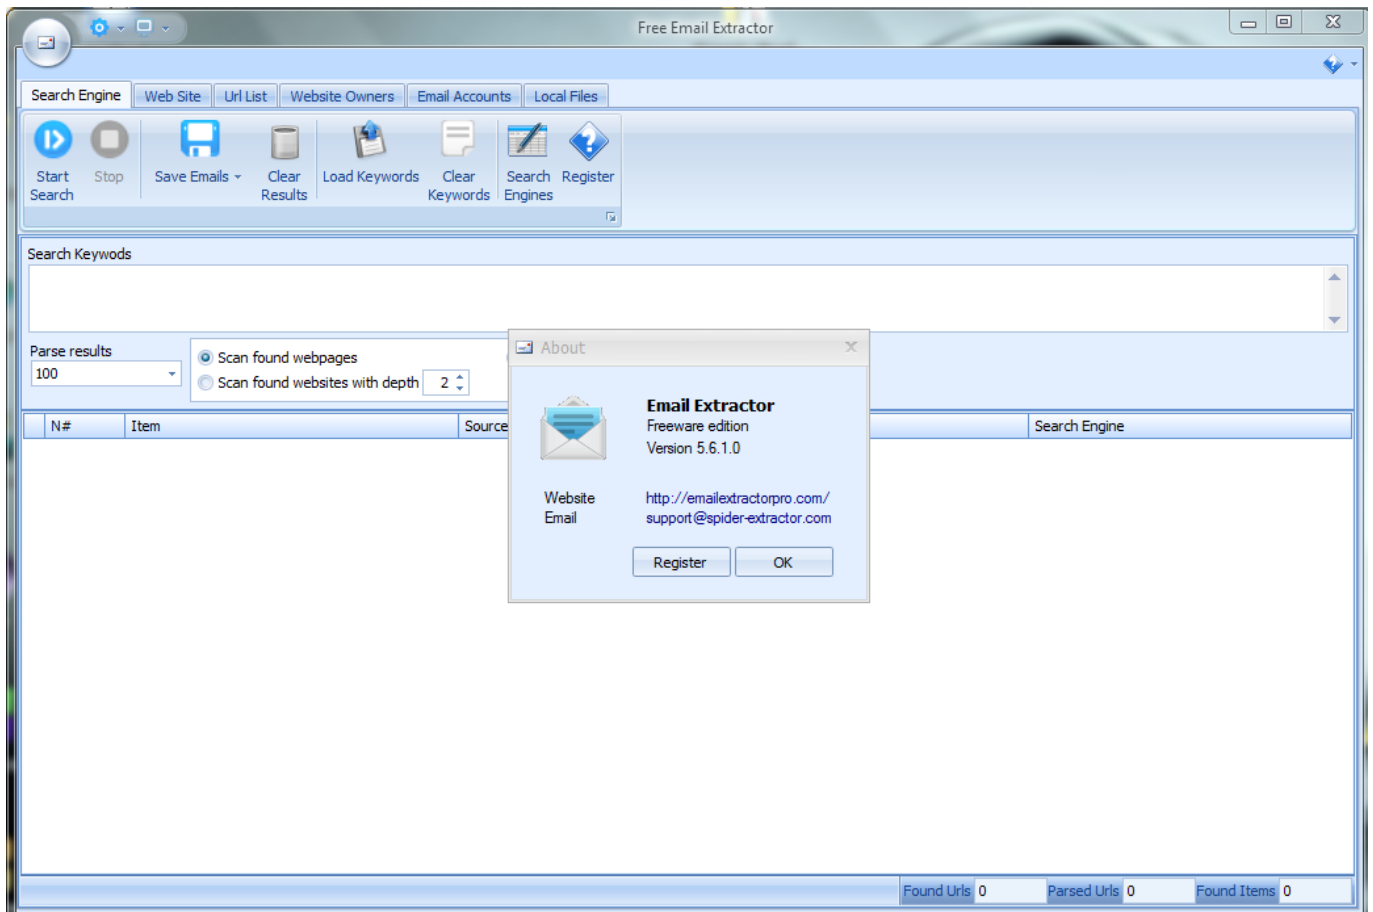 Free Email Extractor
Search Engine Web Site Url List Website Owners Email Accounts Local Files
Start Search Stop Save Emails Clear Results Load Keywords Clear Keywords Search Engines Register
Search Keywods
Parse results
100
Scan found webpages
Scan found websites with depth 2
N# Item Source Search Engine
About
Email Extractor
Freeware edition
Version 5.6.1.0
Website http://emailextractorpro.com/
Email support@spider-extractor.com
Register OK
Found Urls 0 Parsed Urls 0 Found Items 0